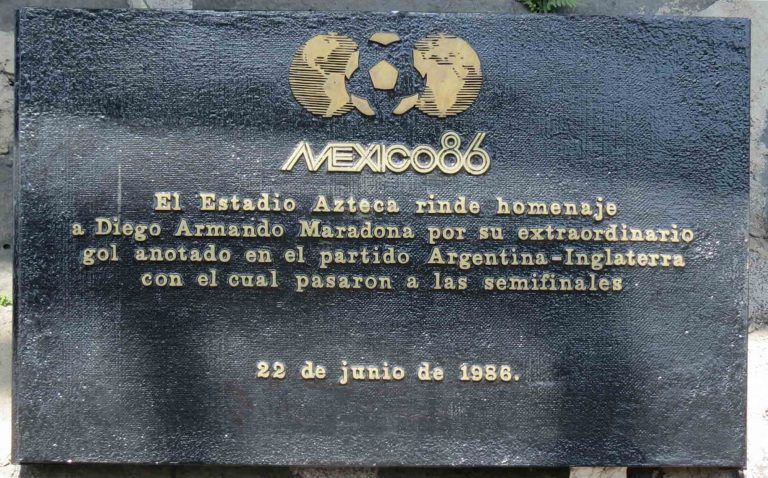 MEXICO86
El Estadio Azteca rinde homenaje
a Diego Armando Maradona por su extraordinario
gol anotado en el partido Argentina-Inglaterra
con el cual pasaron a las semifinales
22 de junio de 1986.